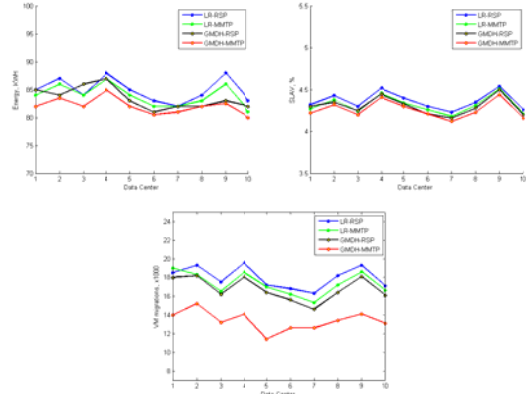 100
95
90
85
80
75
70
Energy, kWH
1 2 3 4 5 6 7 8 9 10
Data Center
LR-RSP
LR-MMTP
GMDH-RSP
GMDH-MMTP
5.5
5
4.5
4
3.5
SLAV, %
1 2 3 4 5 6 7 8 9 10
Data Center
LR-RSP
LR-MMTP
GMDH-RSP
GMDH-MMTP
24
22
20
18
16
14
12
10
8
VM migrations, x1000
1 2 3 4 5 6 7 8 9 10
Data Center
LR-RSP
LR-MMTP
GMDH-RSP
GMDH-MMTP